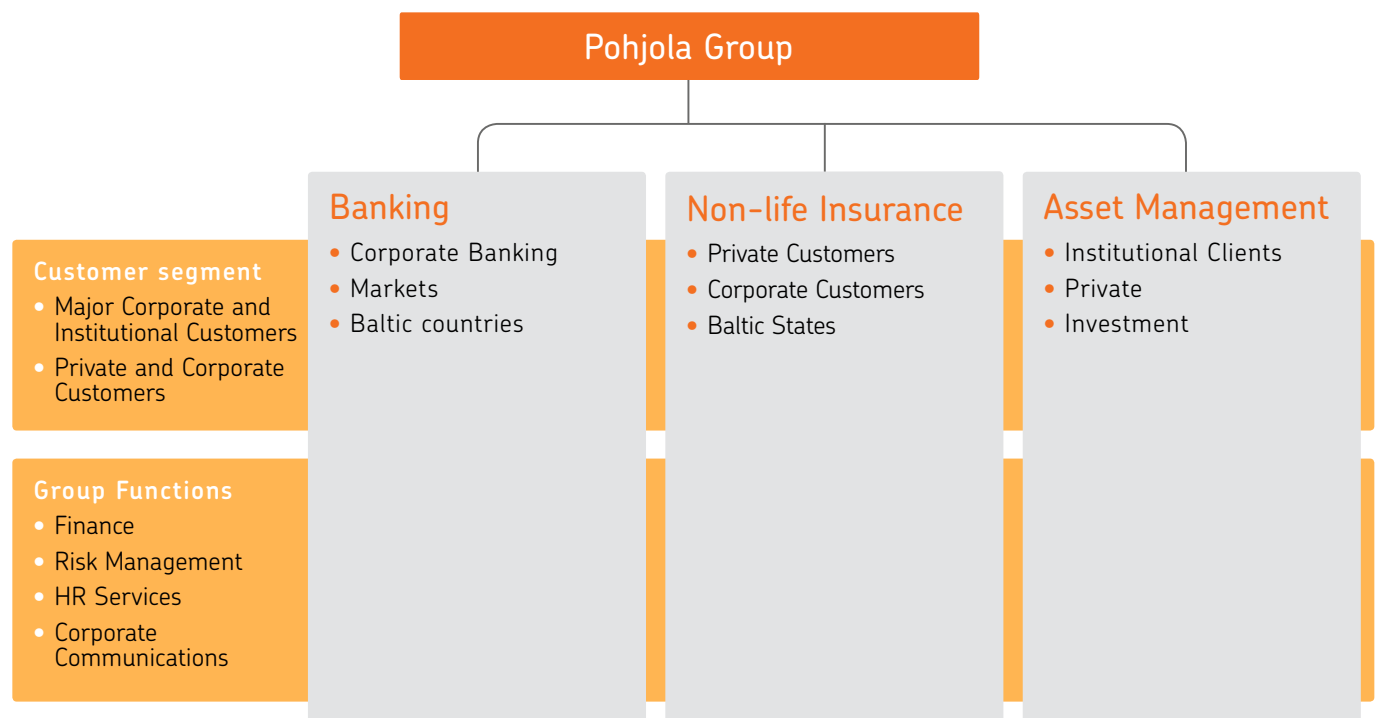 Pohjola Group
Banking
• Corporate Banking
• Markets
• Baltic countries
Non-life Insurance
• Private Customers
• Corporate Customers
• Baltic States
Asset Management
• Institutional Clients
• Private
• Investment
Customer segment
• Major Corporate and
Institutional Customers
• Private and Corporate
Customers
Group Functions
• Finance
• Risk Management
• HR Services
• Corporate
Communications